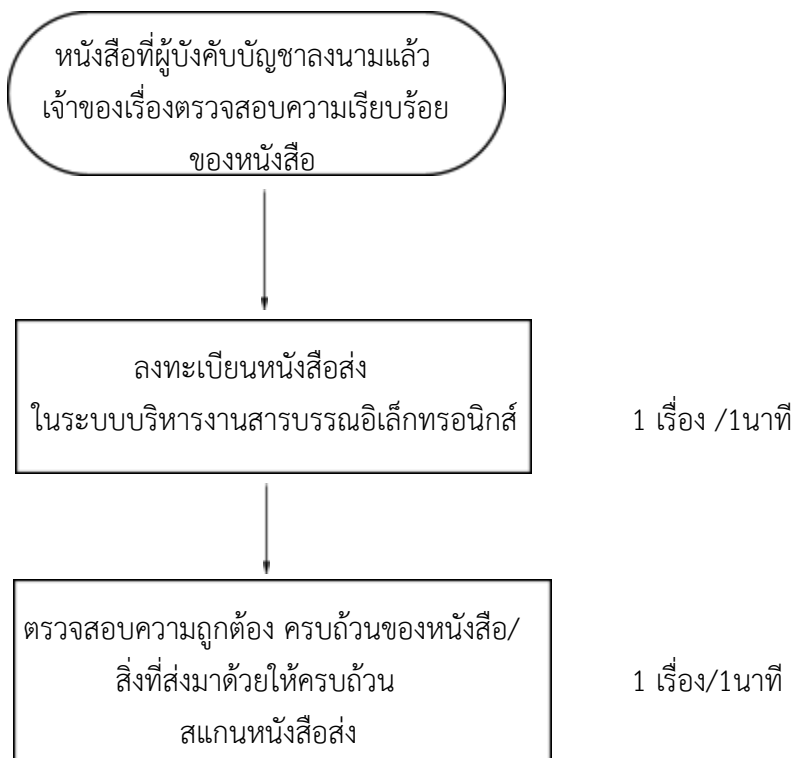 หนังสือที่ผู้บังคับบัญชาลงนามแล้ว
เจ้าของเรื่องตรวจสอบความเรียบร้อย
ของหนังสือ
ลงทะเบียนหนังสือส่ง
ในระบบบริหารงานสารบรรณอิเล็กทรอนิกส์
1 เรื่อง /1นาที
ตรวจสอบความถูกต้อง ครบถ้วนของหนังสือ/
สิ่งที่ส่งมาด้วยให้ครบถ้วน
สแกนหนังสือส่ง
1 เรื่อง/1นาที